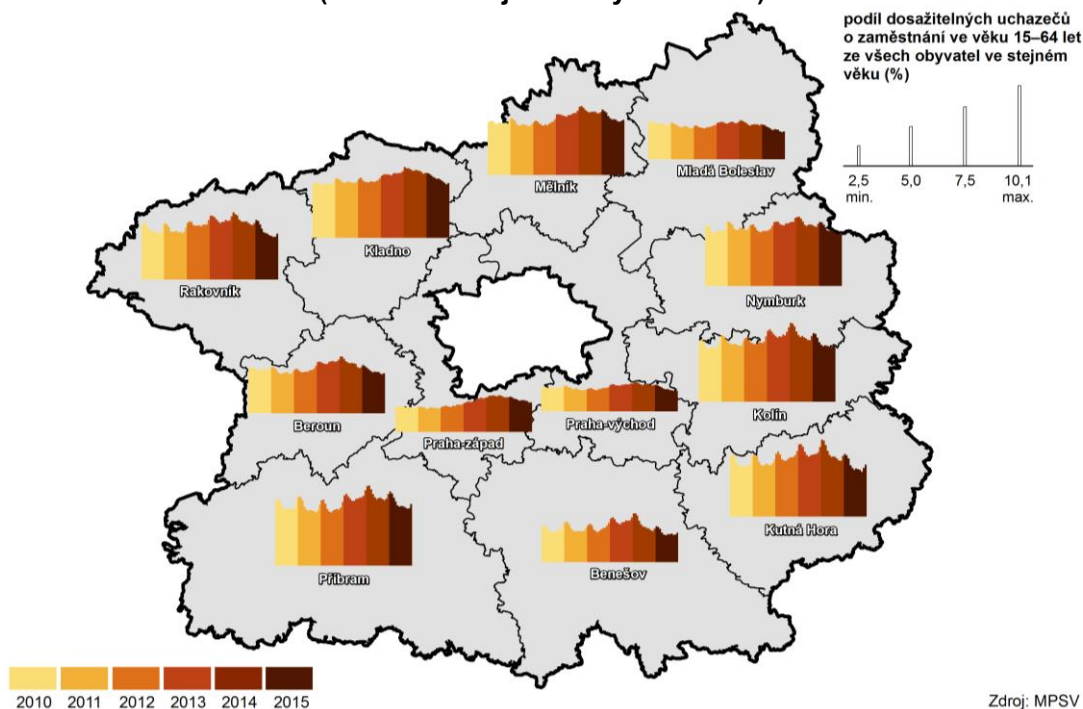 podíl dosažitelných uchazečů
o zaměstnání ve věku 15–64 let
ze všech obyvatel ve stejném
věku (%)
2,5 5,0 7,5 10,1
min. max.
Mělník
Mladá Boleslav
Kladno
Rakovník
Nymburk
Kolín
Beroun
Praha-východ
Praha-západ
Kutná Hora
Příbram
Benešov
2010 2011 2012 2013 2014 2015
Zdroj: MPSV